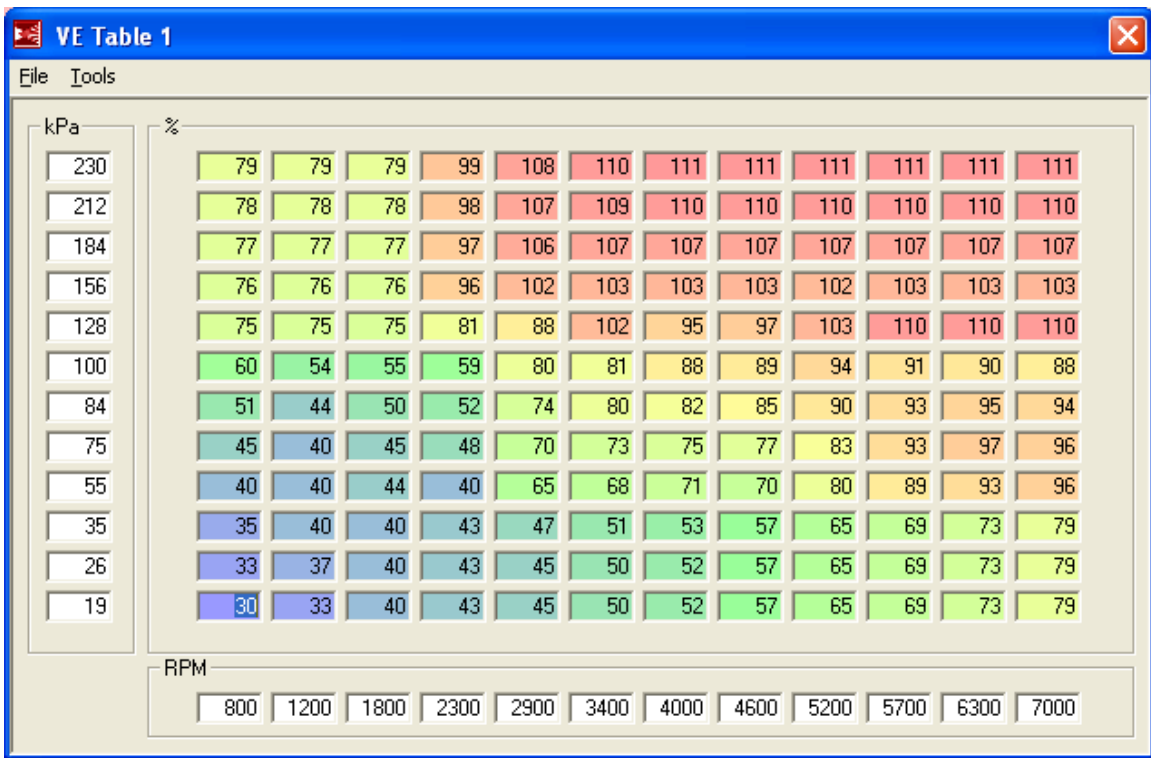 VE Table 1
File Tools
kPa %
230 79 79 79 99 108 110 111 111 111 111 111 111
212 78 78 78 98 107 109 110 110 110 110 110 110
184 77 77 77 97 106 107 107 107 107 107 107 107
156 76 76 76 96 102 103 103 103 102 103 103 103
128 75 75 75 81 88 102 95 97 103 110 110 110
100 60 54 55 59 80 81 88 89 94 91 90 88
84 51 44 50 52 74 80 82 85 90 93 95 94
75 45 40 45 48 70 73 75 77 83 93 97 96
55 40 40 44 40 65 68 71 70 80 89 93 96
35 35 40 40 43 47 51 53 57 65 69 73 79
26 33 37 40 43 45 50 52 57 65 69 73 79
19 30 33 40 43 45 50 52 57 65 69 73 79
RPM
800 1200 1800 2300 2900 3400 4000 4600 5200 5700 6300 7000